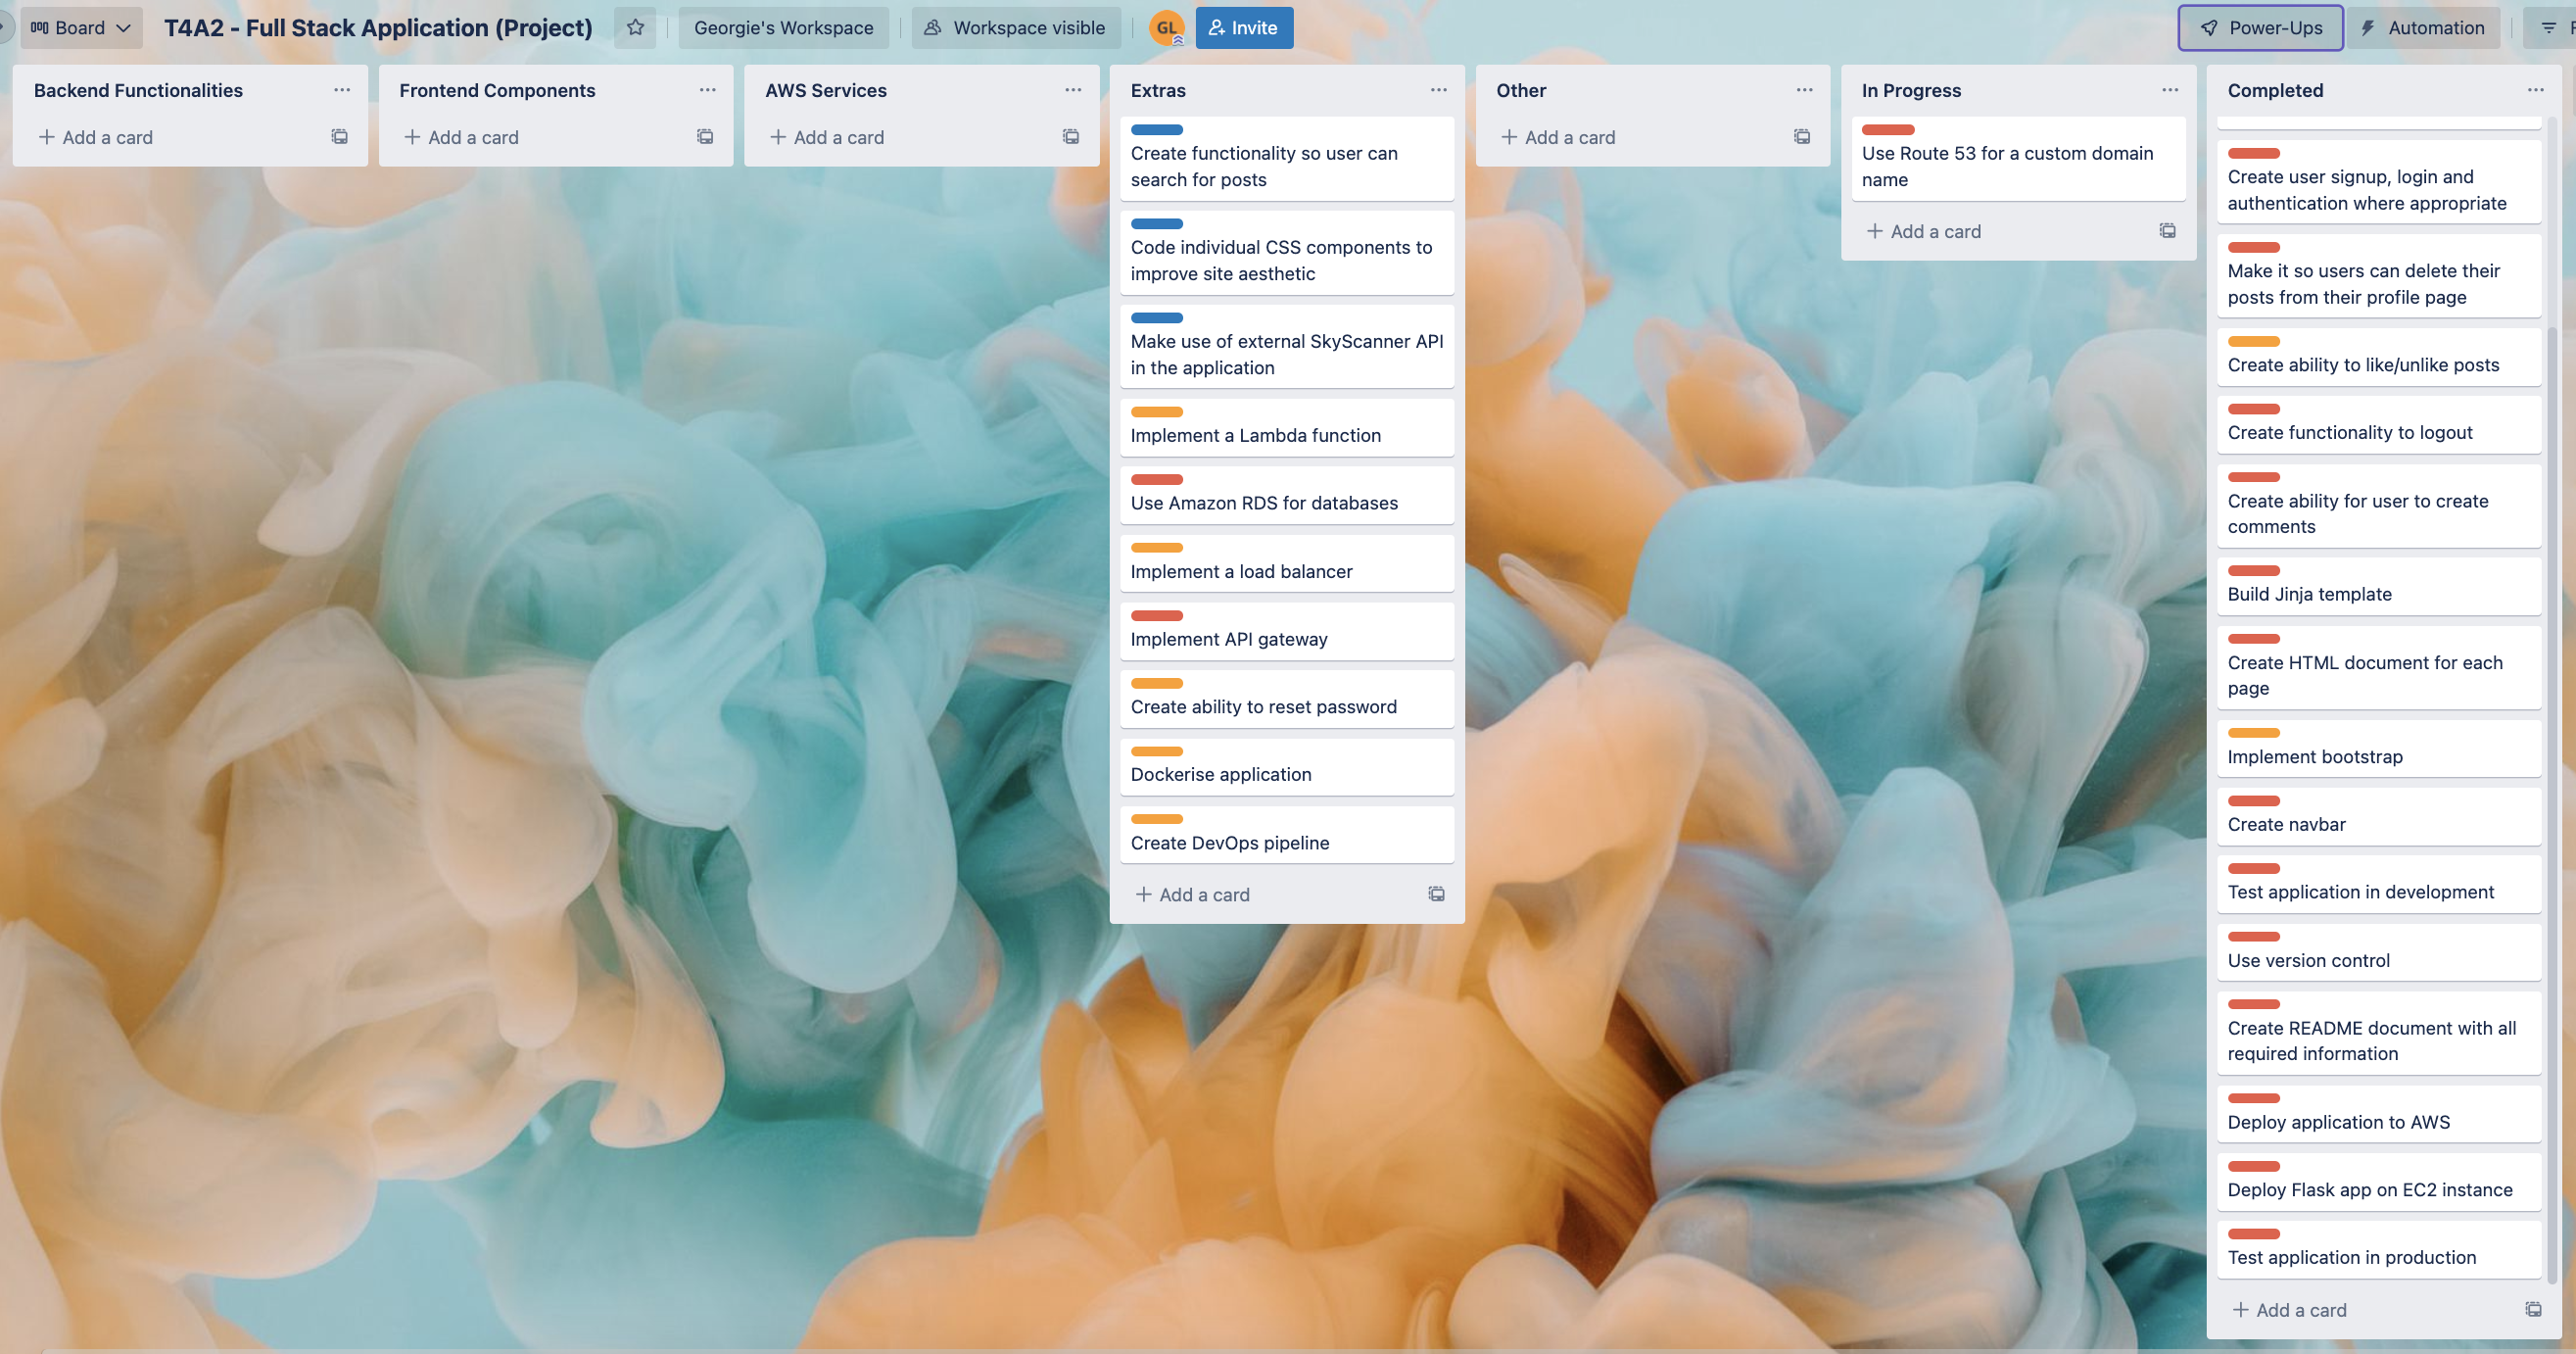 Board
T4A2 - Full Stack Application (Project)
Georgie's Workspace
Workspace visible
GL
Invite
Power-Ups
Automation
Backend Functionalities
Add a card
Frontend Components
Add a card
AWS Services
Add a card
Extras
Create functionality so user can
search for posts
Code individual CSS components to
improve site aesthetic
Make use of external SkyScanner API
in the application
Implement a Lambda function
Use Amazon RDS for databases
Implement a load balancer
Implement API gateway
Create ability to reset password
Dockerise application
Create DevOps pipeline
Add a card
Other
Add a card
In Progress
Use Route 53 for a custom domain
name
Add a card
Completed
Create user signup, login and
authentication where appropriate
Make it so users can delete their
posts from their profile page
Create ability to like/unlike posts
Create functionality to logout
Create ability for user to create
comments
Build Jinja template
Create HTML document for each
page
Implement bootstrap
Create navbar
Test application in development
Use version control
Create README document with all
required information
Deploy application to AWS
Deploy Flask app on EC2 instance
Test application in production
Add a card